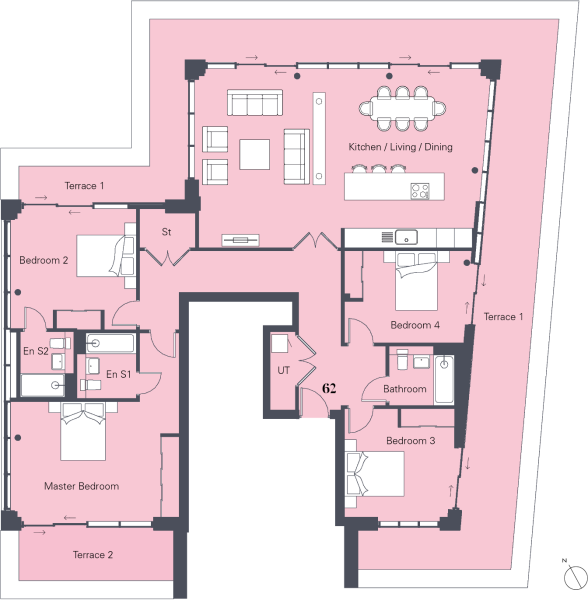 Kitchen / Living / Dining
Terrace 1
St
Bedroom 2
Terrace 1
Bedroom 4
En S2
En S1
UT
62
Bathroom
Bedroom 3
Master Bedroom
Terrace 2
N